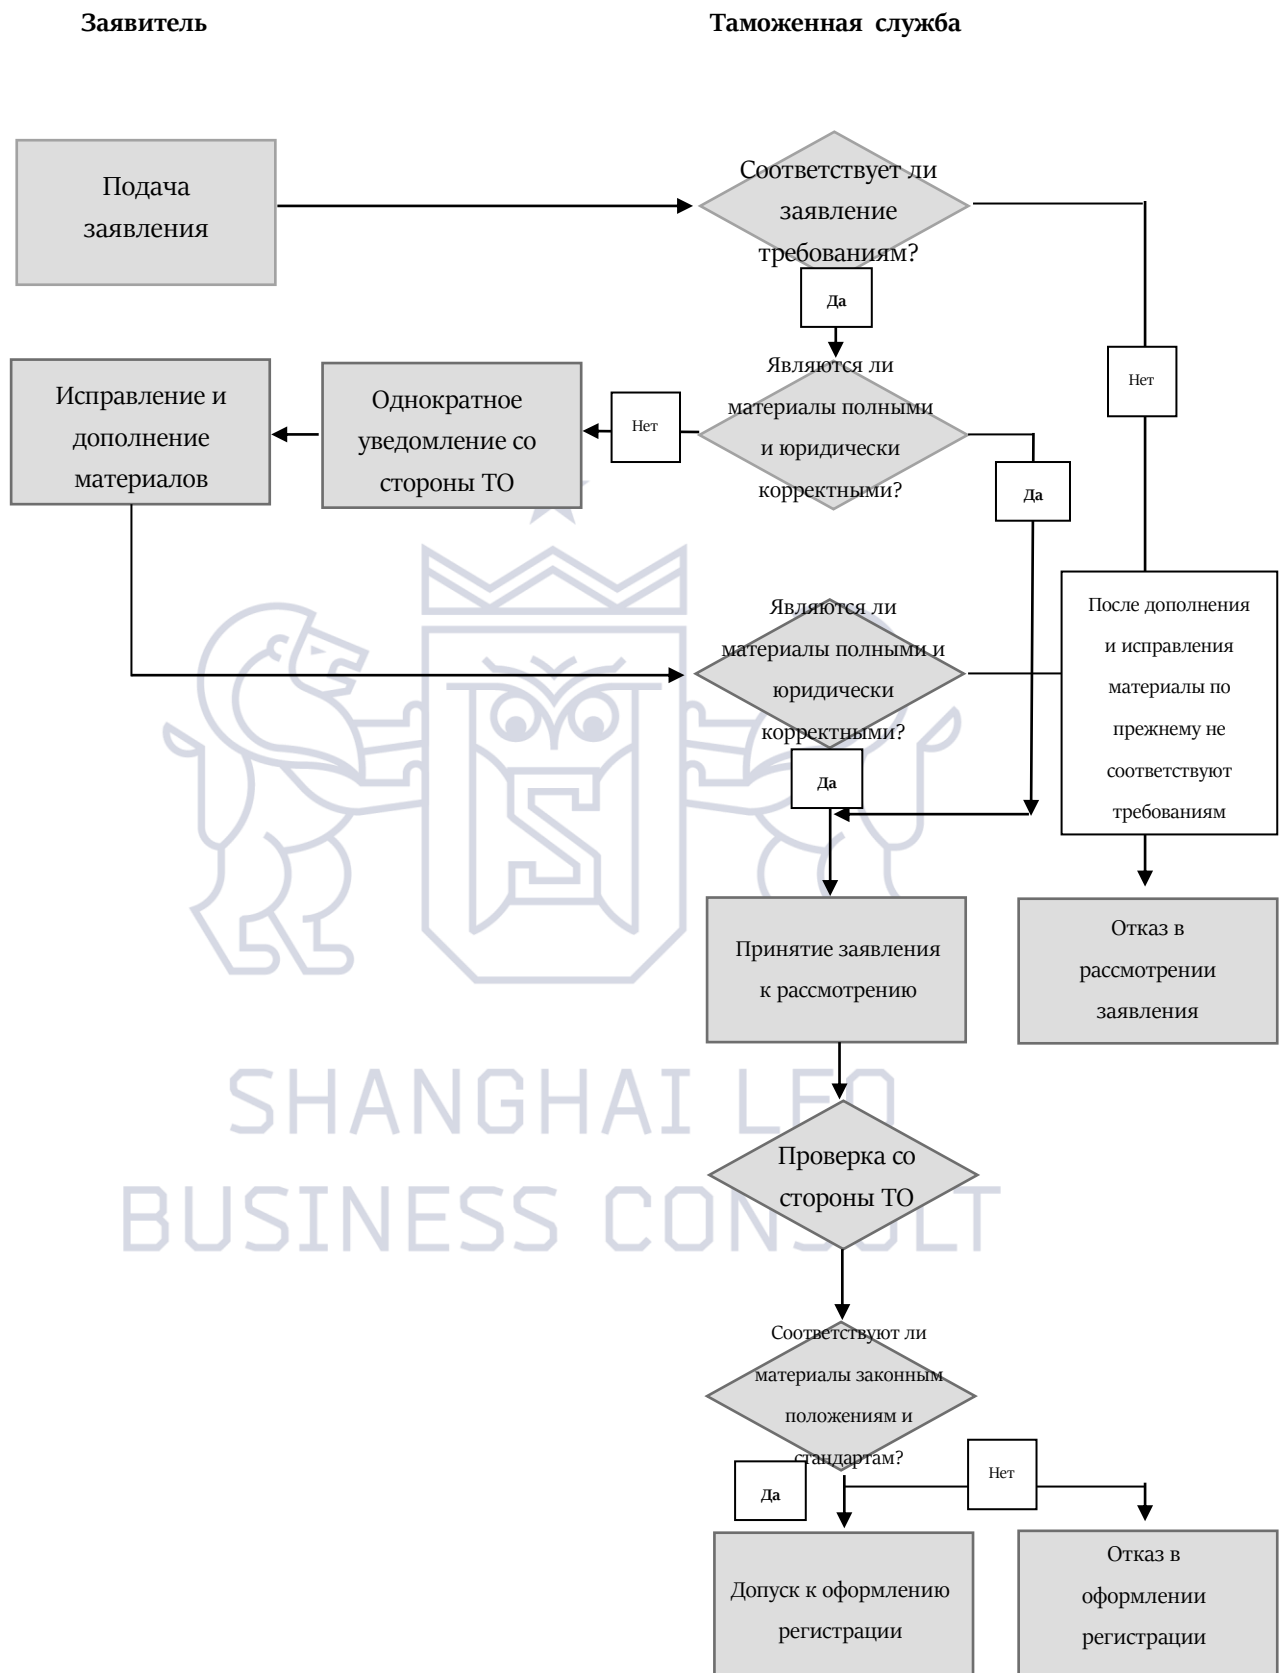 Заявитель
Таможенная служба
Подача
заявления
Соответствует ли
заявление
требованиям?
Да
Нет
Исправление и
дополнение
материалов
Однократное
уведомление со
стороны ТО
Нет
Являются ли
материалы полными
и юридически
корректными?
Да
Являются ли
материалы полными и
юридически
корректными?
Да
После дополнения
и исправления
материалы по
прежнему не
соответствуют
требованиям
Принятие заявления
к рассмотрению
Отказ в
рассмотрении
заявления
SHANGHAI LEO
BUSINESS CONSULT
Проверка со
стороны ТО
Соответствуют ли
материалы законным
положениям и
стандартам?
Да
Нет
Допуск к оформлению
регистрации
Отказ в
оформлении
регистрации